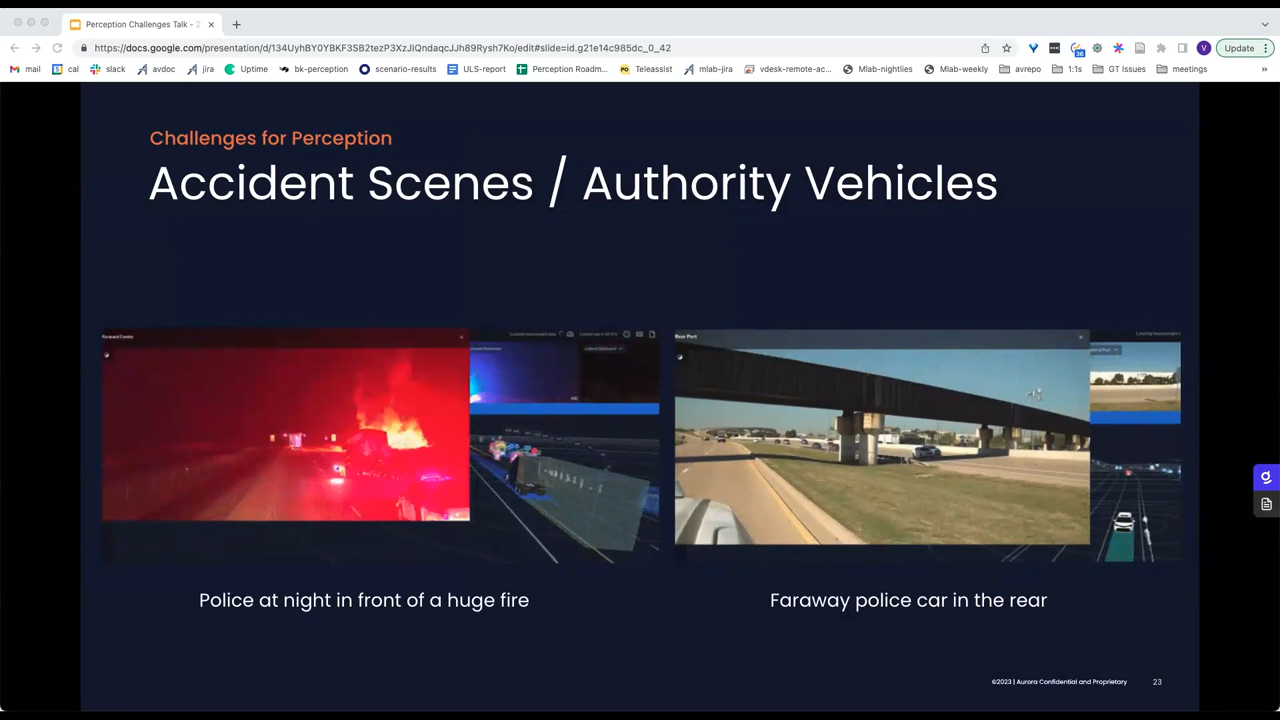 Perception Challenges Talk - 2
https://docs.google.com/presentation/d/134UyhBY0YBKF3SB2tezP3XzJIQndaqcJJh89Rysh7Ko/edit#slide=id.g21e14c985dc_0_42
36
V
Update
mail
cal
slack
avdoc
jira
Uptime
bk-perception
scenario-results
ULS-report
Perception Roadm...
PO
Teleassist
mlab-jira
vdesk-remote-ac...
Mlab-nightlies
Mlab-weekly
avrepo
1:1s
GT Issues
meetings
»
Challenges for Perception
Accident Scenes / Authority Vehicles
Forward Center
Rear Port
Police at night in front of a huge fire
Faraway police car in the rear
©2023 | Aurora Confidential and Proprietary
23